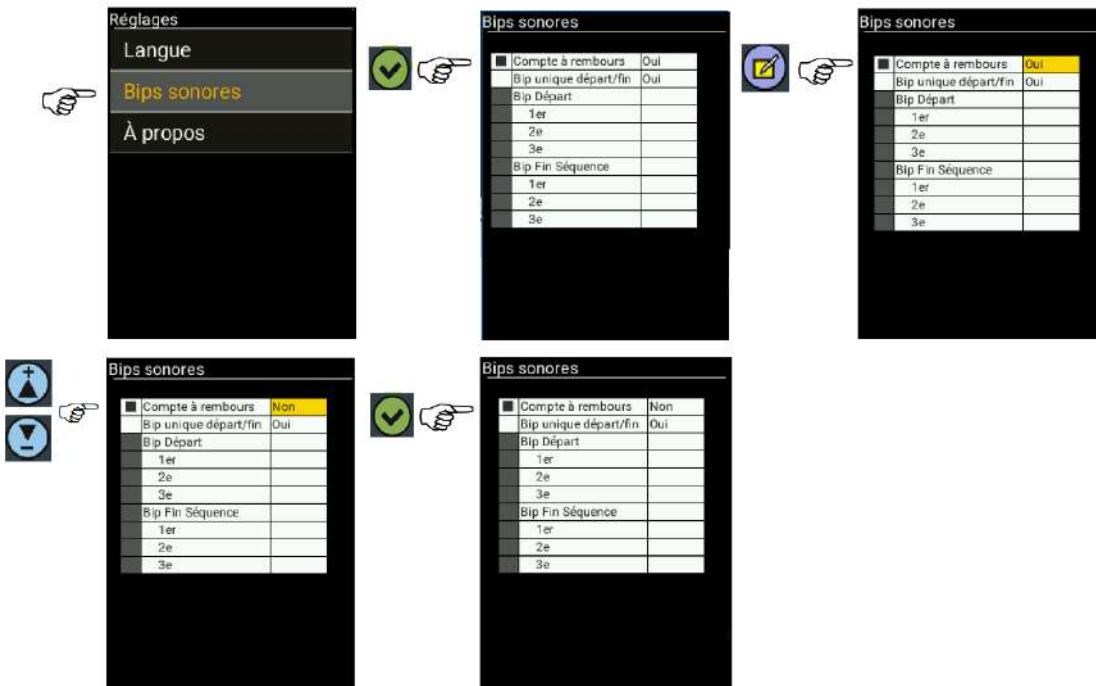 Réglages
Langue
Bips sonores
À propos
Bips sonores
Compte à rembours Oui
Bip unique départ/fin Oui
Bip Départ
1er
2e
3e
Bip Fin Séquence
1er
2e
3e
Bips sonores
Compte à rembours Oui
Bip unique départ/fin Oui
Bip Départ
1er
2e
3e
Bip Fin Séquence
1er
2e
3e
Bips sonores
Compte à rembours Non
Bip unique départ/fin Oui
Bip Départ
1er
2e
3e
Bip Fin Séquence
1er
2e
3e
Bips sonores
Compte à rembours Non
Bip unique départ/fin Oui
Bip Départ
1er
2e
3e
Bip Fin Séquence
1er
2e
3e